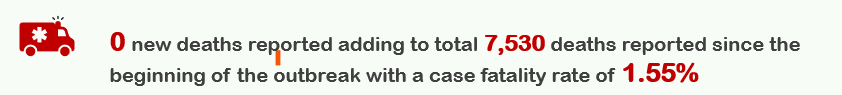 0 new deaths reported adding to total 7,530 deaths reported since the
beginning of the outbreak with a case fatality rate of 1.55%